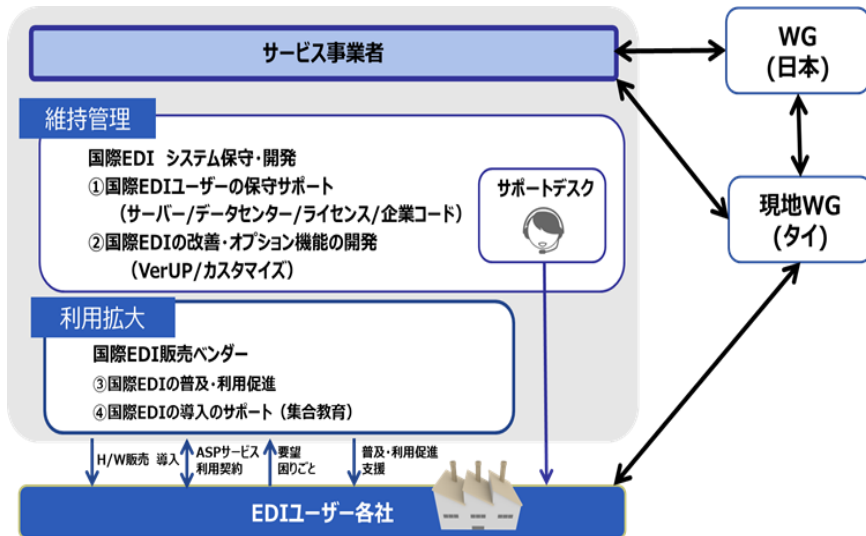 サービス事業者
WG
(日本)
維持管理
国際EDI システム保守・開発
①国際EDIユーザーの保守サポート
(サーバー/データセンター/ライセンス/企業コード)
②国際EDIの改善・オプション機能の開発
(VerUP/カスタマイズ)
サポートデスク
現地WG
(タイ)
利用拡大
国際EDI販売ベンダー
③国際EDIの普及・利用促進
④国際EDIの導入のサポート(集合教育)
H/W販売 導入
ASPサービス
利用契約
要望
困りごと
普及・利用促進
支援
EDIユーザー各社